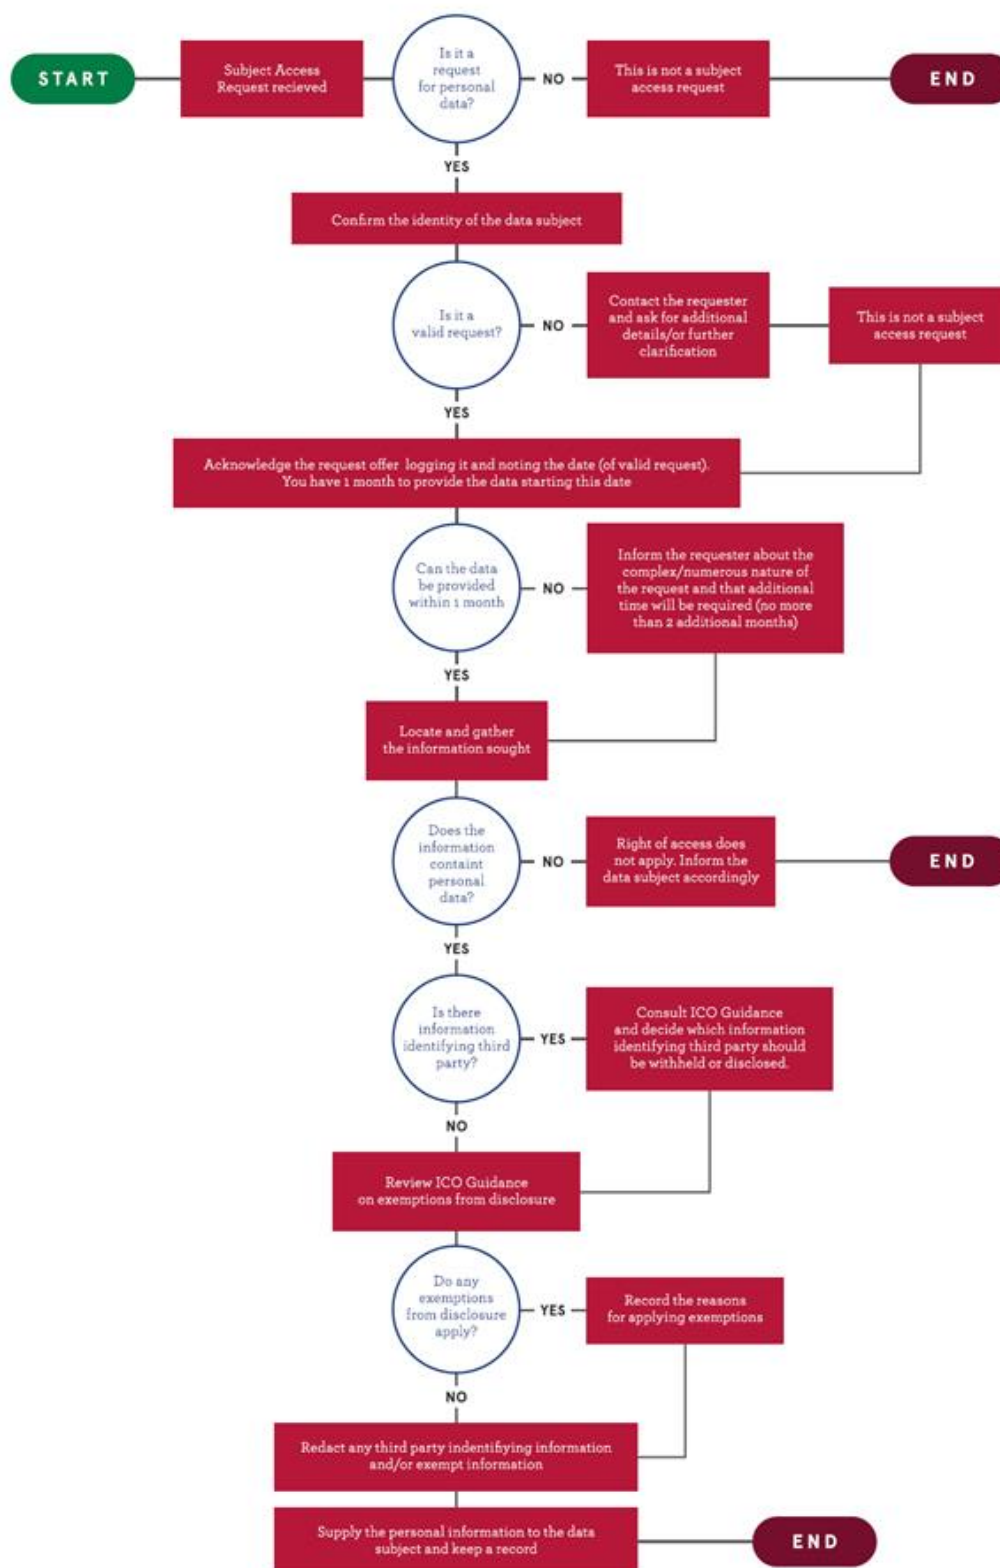 START
Subject Access
Request recieved
Is it a
request
for personal
data?
NO
This is not a subject
access request
END
YES
Confirm the identity of the data subject
Is it a
valid request?
NO
Contact the requester
and ask for additional
details/or further
clarification
This is not a subject
access request
YES
Acknowledge the request offer logging it and noting the date (of valid request).
You have 1 month to provide the data starting this date
Can the data
be provided
within 1 month
NO
Inform the requester about the
complex/numerous nature of
the request and that additional
time will be required (no more
than 2 additional months)
YES
Locate and gather
the information sought
Does the
information
containt
personal
data?
NO
Right of access does
not apply. Inform the
data subject accordingly
END
YES
Is there
information
identifying third
party?
YES
Consult ICO Guidance
and decide which information
identifying third party should
be withheld or disclosed.
NO
Review ICO Guidance
on exemptions from disclosure
Do any
exemptions
from disclosure
apply?
YES
Record the reasons
for applying exemptions
NO
Redact any third party indentifiying information
and/or exempt information
Supply the personal information to the data
subject and keep a record
END